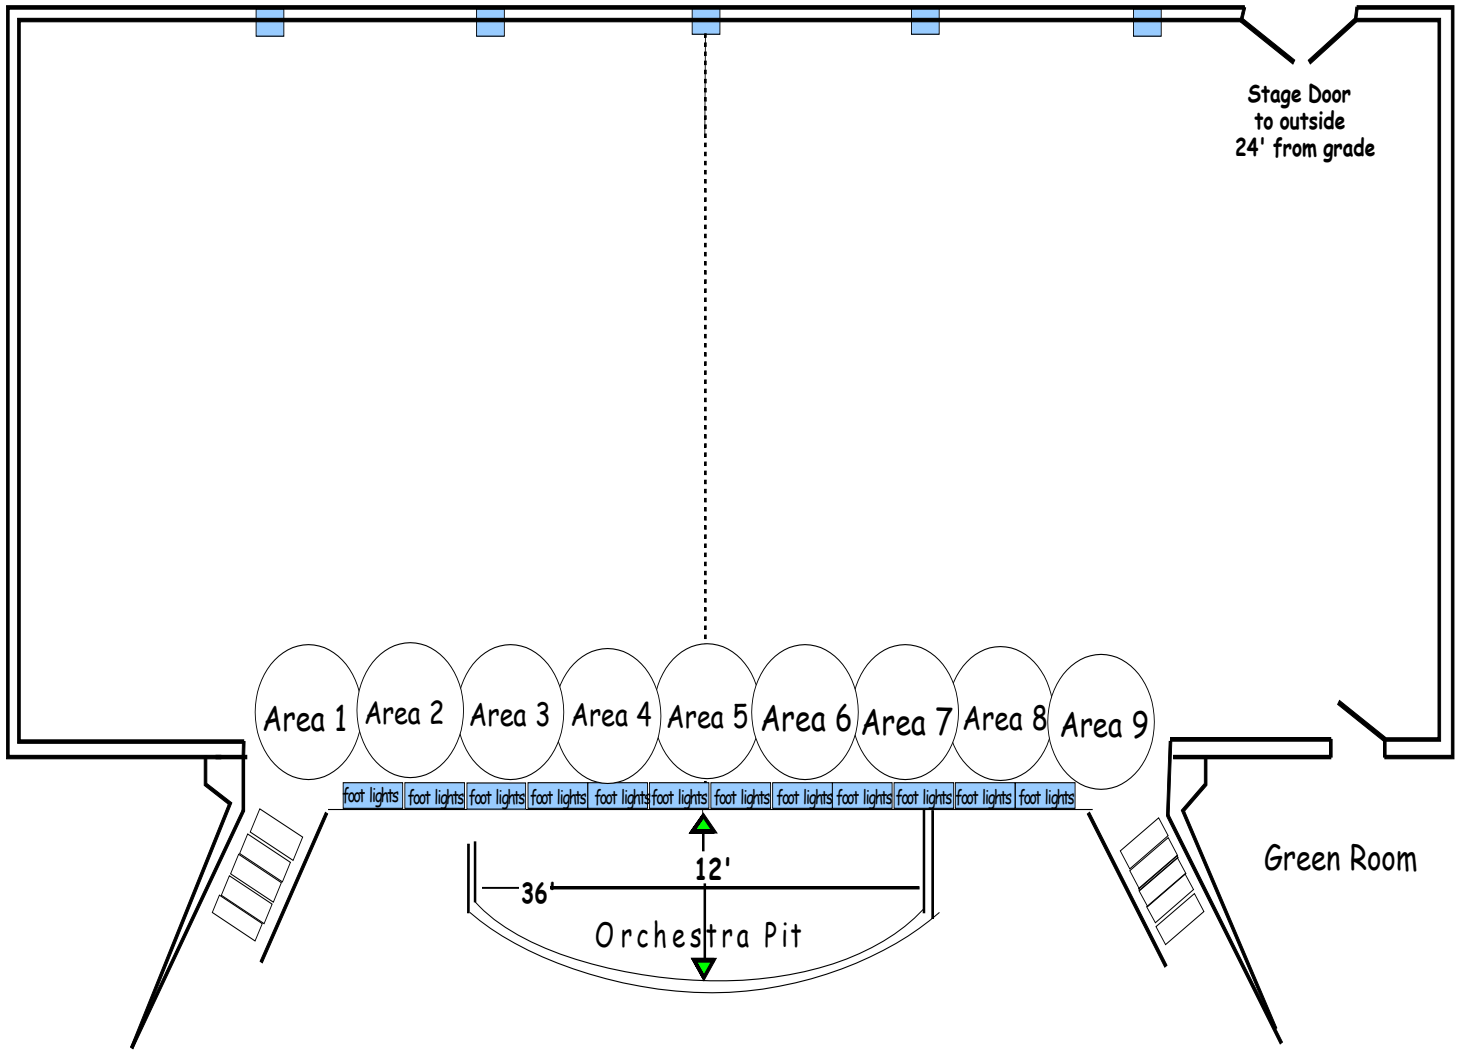 Stage Door
to outside
24' from grade
Area 1
Area 2
Area 3
Area 4
Area 5
Area 6
Area 7
Area 8
Area 9
foot lights
foot lights
foot lights
foot lights
foot lights
foot lights
foot lights
foot lights
foot lights
foot lights
foot lights
foot lights
12'
36'
Orchestra Pit
Green Room